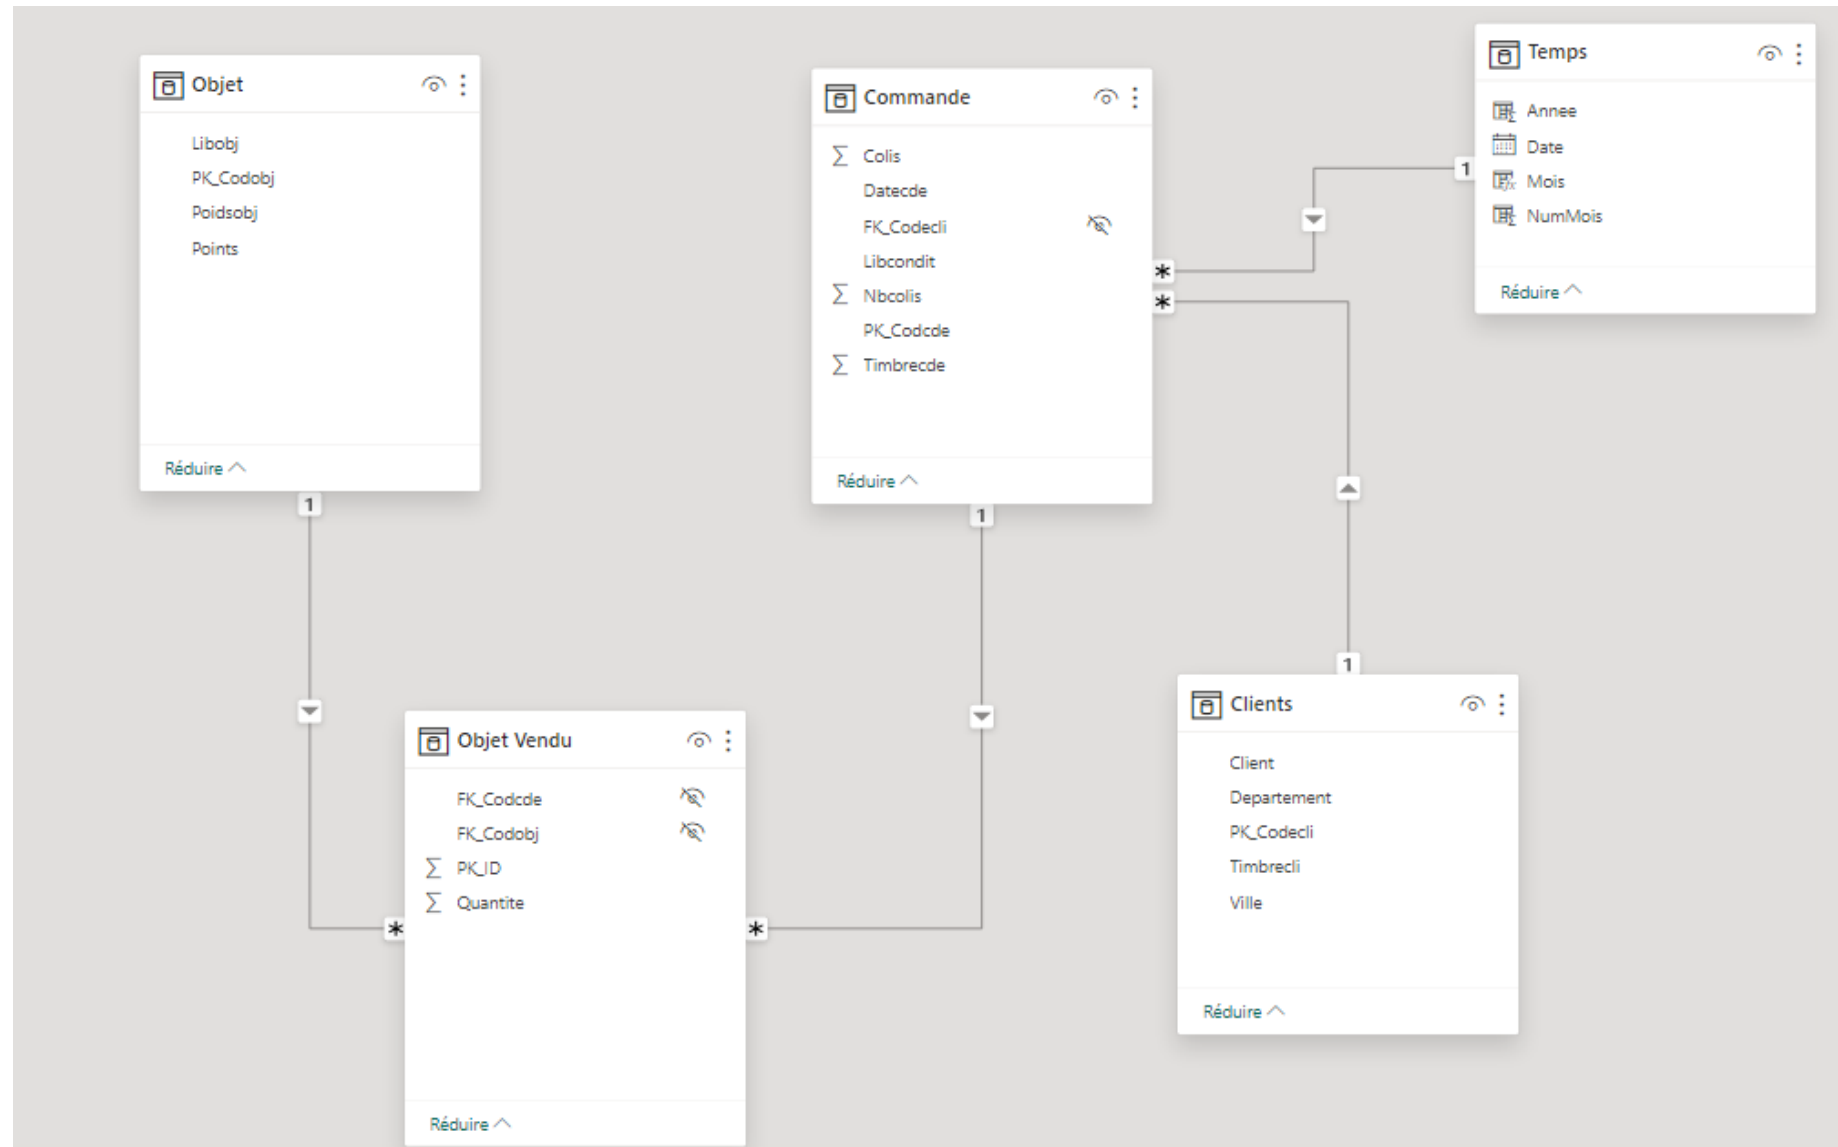 Objet
Libobj
PK_Codobj
Poidsobj
Points
Réduire
1
Commande
Colis
Datecde
FK_Codecli
Libcondit
Nbcolis
PK_Codcde
Timbrecde
Réduire
1
*
*
Temps
Annee
Date
Mois
NumMois
Réduire
1
Objet Vendu
FK_Codcde
FK_Codobj
PK_ID
Quantite
Réduire
*
*
1
Clients
Client
Departement
PK_Codecli
Timbrecli
Ville
Réduire